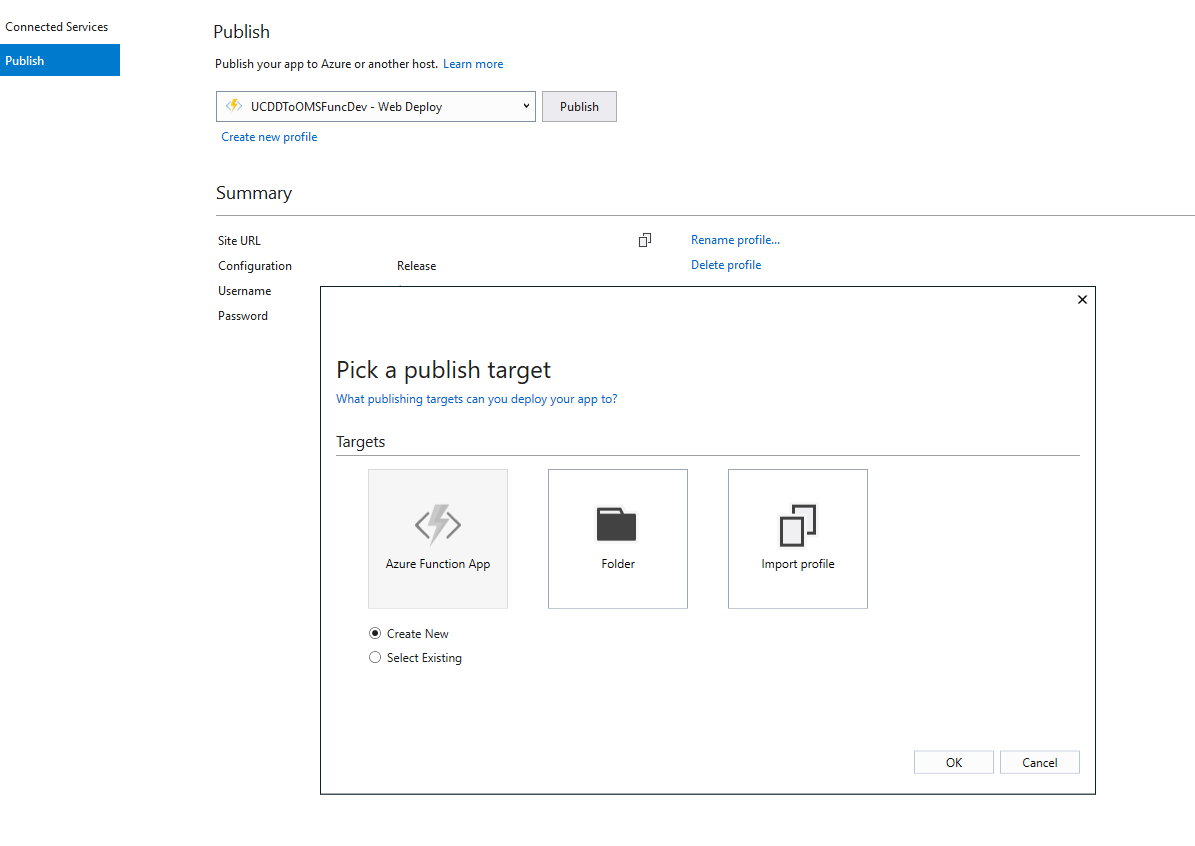 Connected Services
Publish
Publish
Publish your app to Azure or another host. Learn more
UCDDToOMSFuncDev - Web Deploy
Publish
Create new profile
Summary
Site URL
Rename profile...
Configuration
Release
Delete profile
Username
Password
Pick a publish target
What publishing targets can you deploy your app to?
Targets
Azure Function App
Folder
Import profile
Create New
Select Existing
OK
Cancel